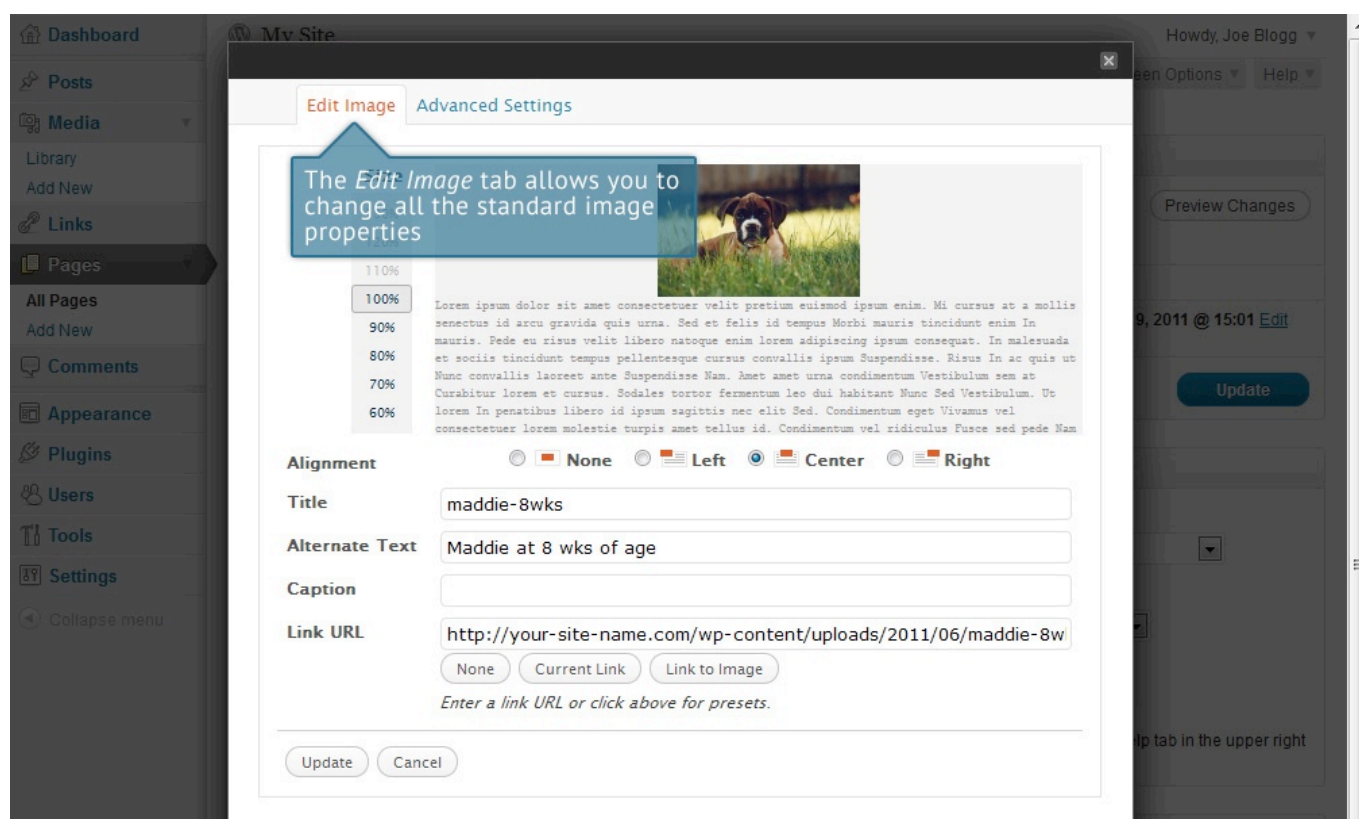 Dashboard
My Site
Howdy, Joe Blogg
Posts
Screen Options Help
Edit Image Advanced Settings
Media
Library
Add New
The Edit Image tab allows you to
change all the standard image
properties
Size
Links
Preview Changes
120%
Pages
110%
100%
All Pages
90%
Add New
80%
70%
60%
Lorem ipsum dolor sit amet consectetuer velit pretium euismod ipsum enim. Mi cursus at a mollis
senectus id arcu gravida quis urna. Sed et felis id tempus Morbi mauris tincidunt enim In
mauris. Pede eu risus velit libero natoque enim lorem adipiscing ipsum consequat. In malesuada
et sociis tincidunt tempus pellentesque cursus convallis ipsum Suspendisse. Risus In ac quis ut
Nunc convallis laoreet ante Suspendisse Nam. Amet amet urna condimentum Vestibulum sem at
Curabitur lorem et cursus. Sodales tortor fermentum leo dui habitant Nunc Sed Vestibulum. Ut
lorem In penatibus libero id ipsum sagittis nec elit Sed. Condimentum eget Vivamus vel
consectetuer lorem molestie turpis amet tellus id. Condimentum vel ridiculus Fusce sed pede Nam
9, 2011 @ 15:01 Edit
Comments
Update
Appearance
Plugins
Alignment None Left Center Right
Users
Title maddie-8wks
Tools
Alternate Text Maddie at 8 wks of age
Settings
Caption
Collapse menu
Link URL http://your-site-name.com/wp-content/uploads/2011/06/maddie-8w
None Current Link Link to Image
Enter a link URL or click above for presets.
lp tab in the upper right
Update Cancel